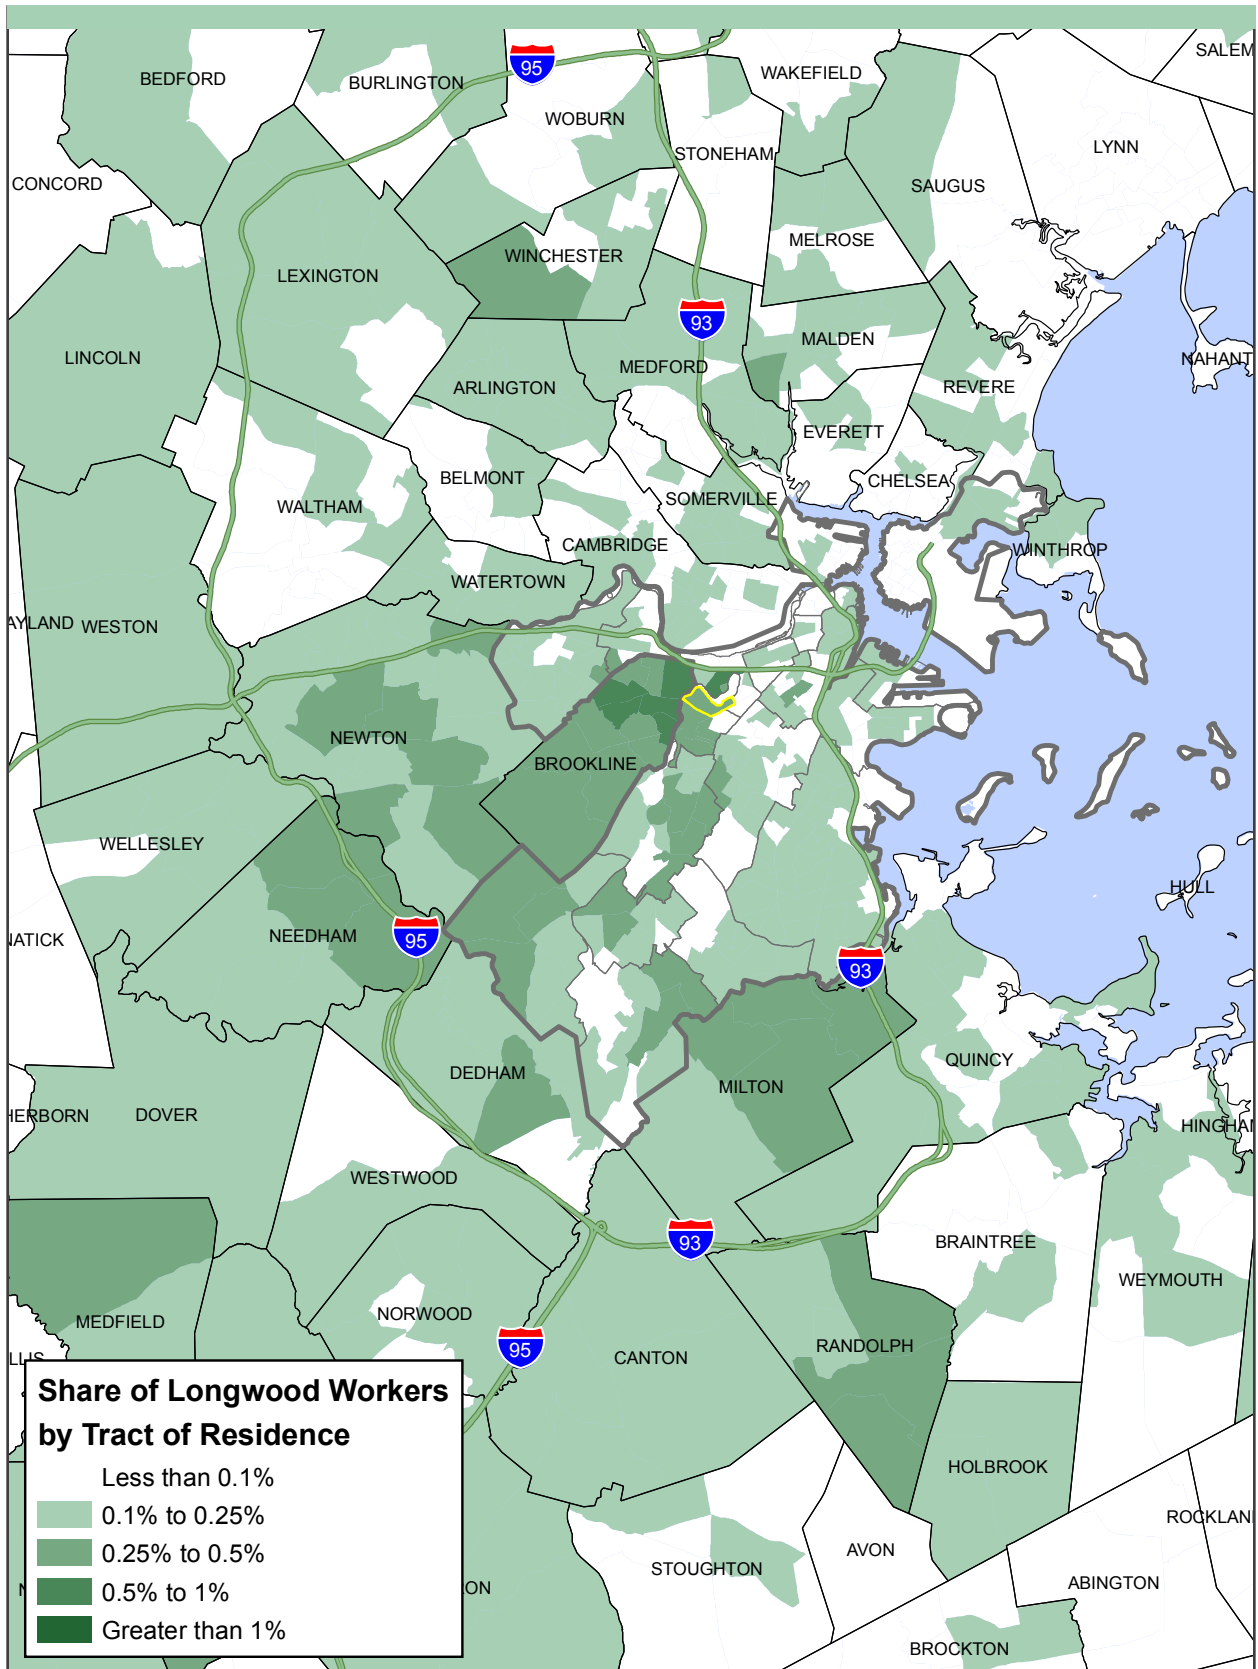 SALEM
95
WAKEFIELD
BEDFORD
BURLINGTON
WOBURN
LYNN
STONEHAM
CONCORD
SAUGUS
MELROSE
WINCHESTER
LEXINGTON
93
MALDEN
LINCOLN
NAHANT
MEDFORD
ARLINGTON
REVERE
EVERETT
BELMONT
CHELSEA
SOMERVILLE
WALTHAM
CAMBRIDGE
WINTHROP
WATERTOWN
AYLAND
WESTON
NEWTON
BROOKLINE
WELLESLEY
HULL
NEEDHAM
95
NATICK
93
QUINCY
DEDHAM
MILTON
HERBORN
DOVER
HINGHAM
WESTWOOD
93
BRAINTREE
WEYMOUTH
NORWOOD
MEDFIELD
RANDOLPH
95
CANTON
LLIS
Share of Longwood Workers
by Tract of Residence
Less than 0.1%
0.1% to 0.25%
0.25% to 0.5%
0.5% to 1%
Greater than 1%
HOLBROOK
ROCKLAN
AVON
STOUGHTON
ABINGTON
N
ON
BROCKTON